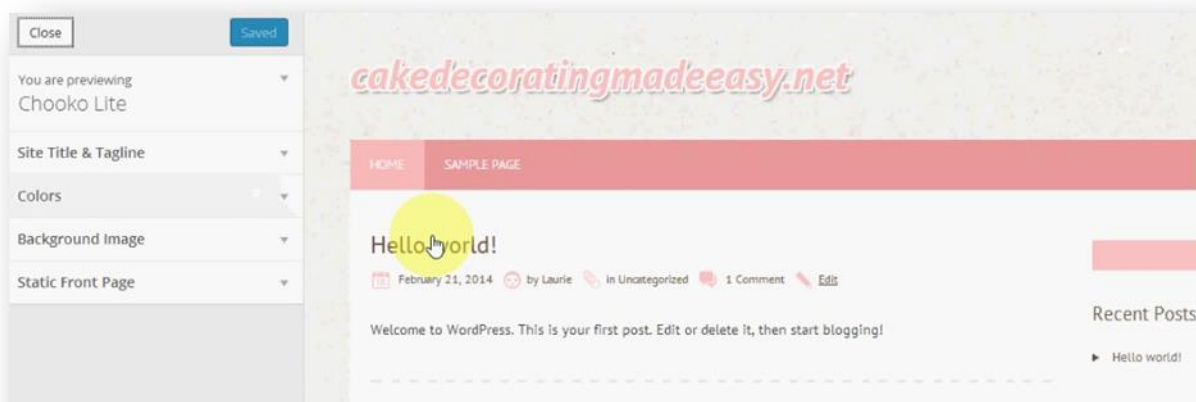 Close
Saved
You are previewing
Chooko Lite
Site Title & Tagline
Colors
Background Image
Static Front Page
cakedecoratingmadeeasy.net
HOME
SAMPLE PAGE
Hello world!
February 21, 2014 by Laurie in Uncategorized 1 Comment Edit
Welcome to WordPress. This is your first post. Edit or delete it, then start blogging!
Recent Posts
Hello world!